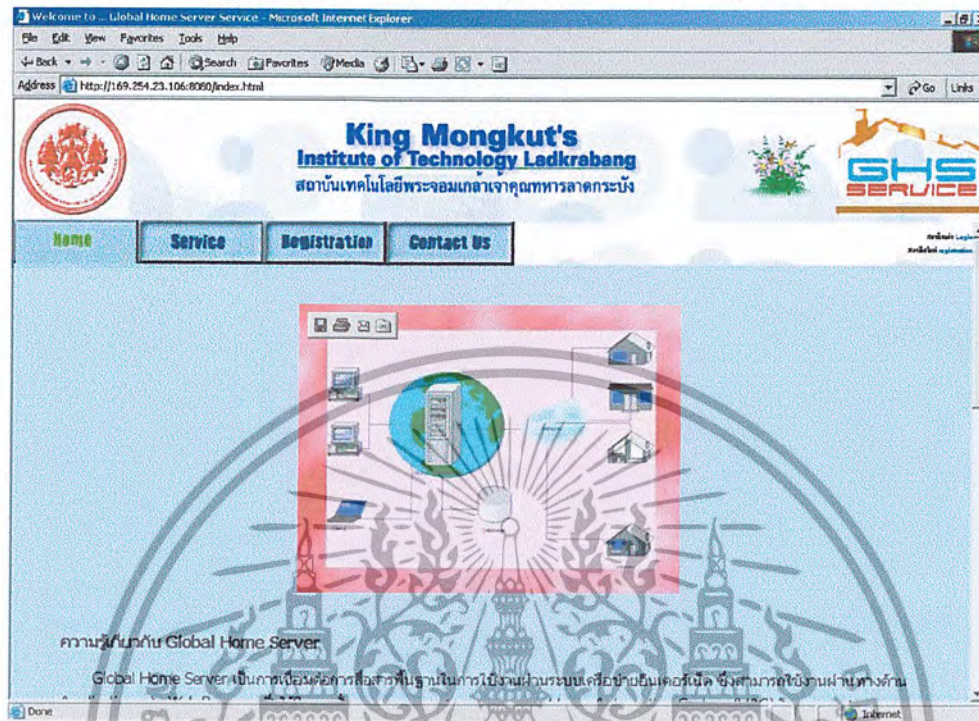 Welcome to ... Global Home Server Service - Microsoft Internet Explorer
File Edit View Favorites Tools Help
Back Search Favorites Media
Address http://169.254.23.106:8080/index.html Go Links
King Mongkut's
Institute of Technology Ladkrabang
สถาบันเทคโนโลยีพระจอมเกล้าเจ้าคุณทหารลาดกระบัง
GHS
SERVICE
Home Service Registration Contact Us
Login
registration
ความรู้เกี่ยวกับ Global Home Server
Global Home Server เป็นการเชื่อมต่อการสื่อสารพื้นฐานในการใช้งานผ่านระบบเครือข่ายอินเตอร์เน็ต ซึ่งสามารถใช้งานผ่านทางด้าน
Done Internet